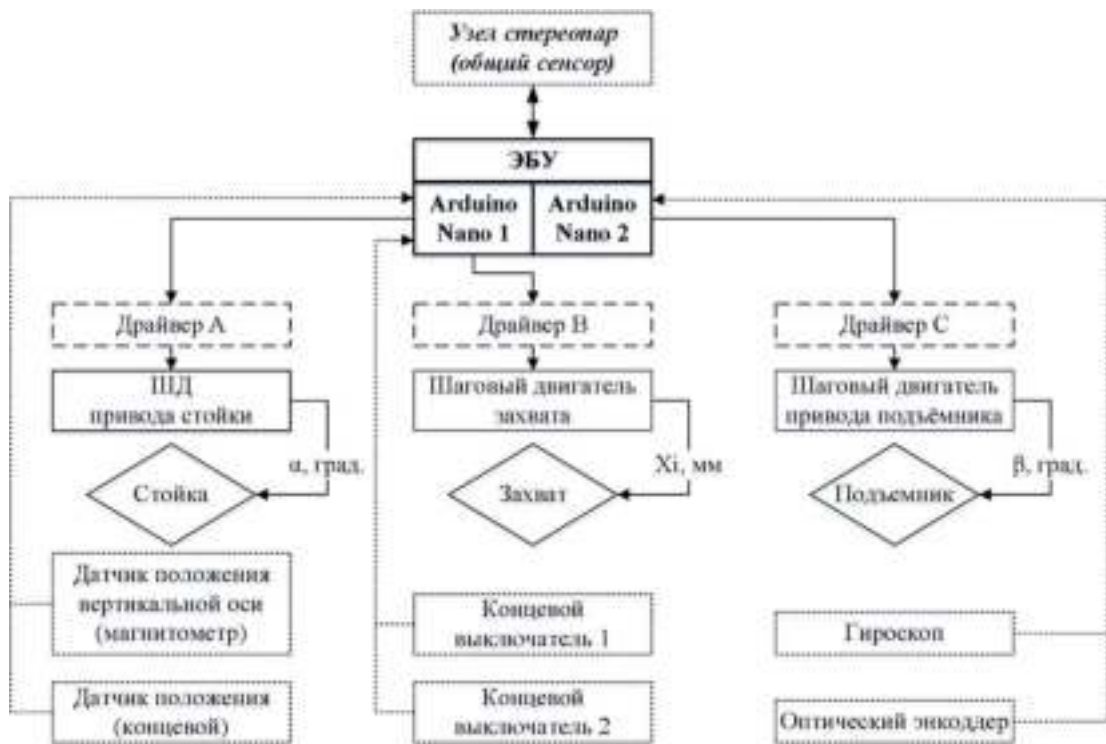 Узел стереопар
(общий сенсор)
ЭБУ
Arduino
Nano 1
Arduino
Nano 2
Драйвер А
Драйвер В
Драйвер С
ШД
привода стойки
Шаговый двигатель
захвата
Шаговый двигатель
привода подъёмника
α, град.
Xi, мм
β, град.
Стойка
Захват
Подъемник
Датчик положения
вертикальной оси
(магнитометр)
Концевой
выключатель 1
Гироскоп
Датчик положения
(концевой)
Концевой
выключатель 2
Оптический энкоддер